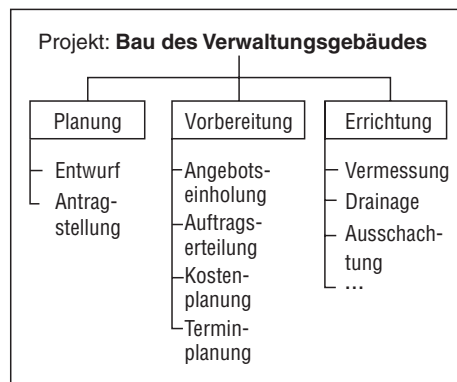 Projekt: Bau des Verwaltungsgebäudes
Planung
Entwurf
Antrag-
stellung
Vorbereitung
Angebots-
einholung
Auftrags-
erteilung
Kosten-
planung
Termin-
planung
Errichtung
Vermessung
Drainage
Ausschach-
tung
...